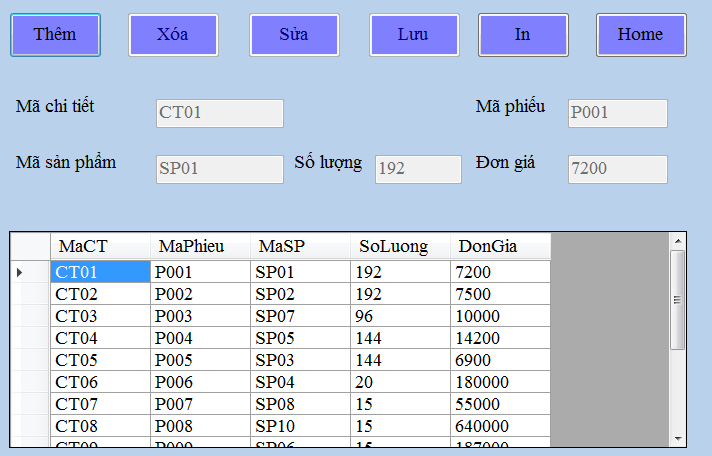 Thêm Xóa Sửa Lưu In Home
Mã chi tiết CT01 Mã phiếu P001
Mã sản phẩm SP01 Số lượng 192 Đơn giá 7200
MaCT MaPhieu MaSP SoLuong DonGia
CT01 P001 SP01 192 7200
CT02 P002 SP02 192 7500
CT03 P003 SP07 96 10000
CT04 P004 SP05 144 14200
CT05 P005 SP03 144 6900
CT06 P006 SP04 20 180000
CT07 P007 SP08 15 55000
CT08 P008 SP10 15 640000
CT09 P009 SP06 15 187000